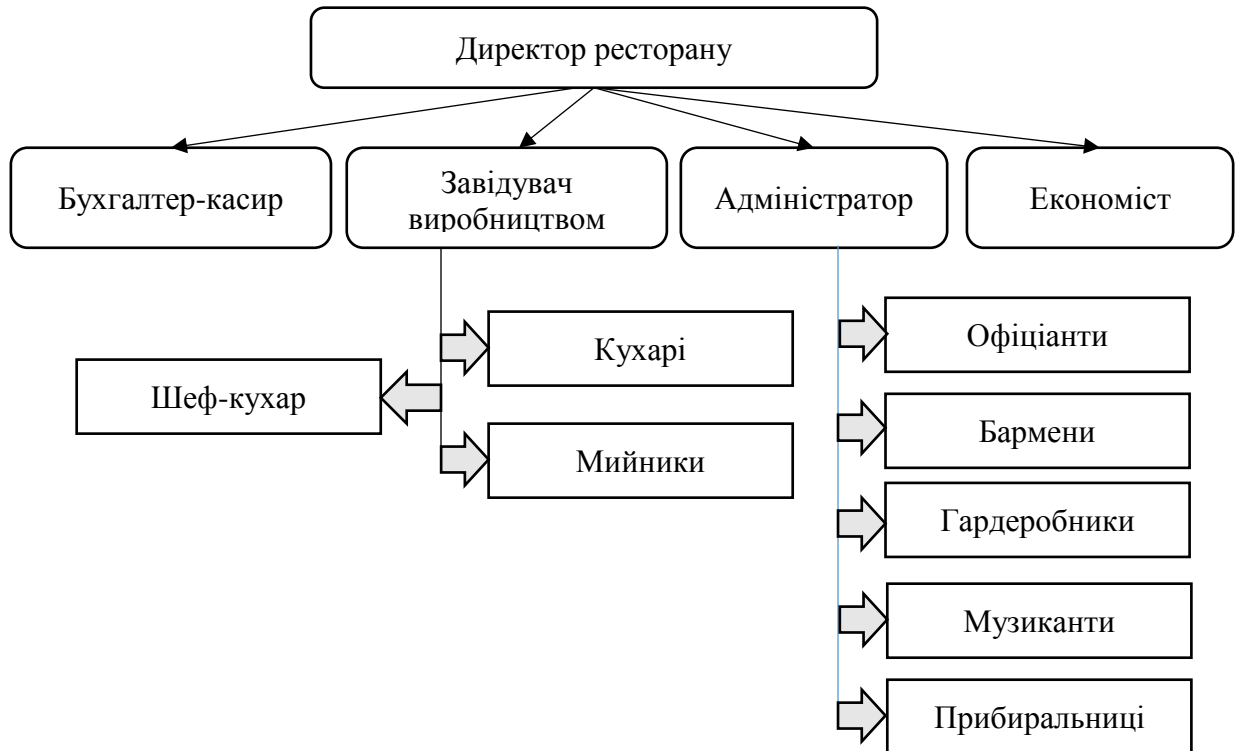 Директор ресторану
Бухгалтер-касир
Завідувач
виробництвом
Адміністратор
Економіст
Шеф-кухар
Кухарі
Мийники
Офіціанти
Бармени
Гардеробники
Музиканти
Прибиральниці